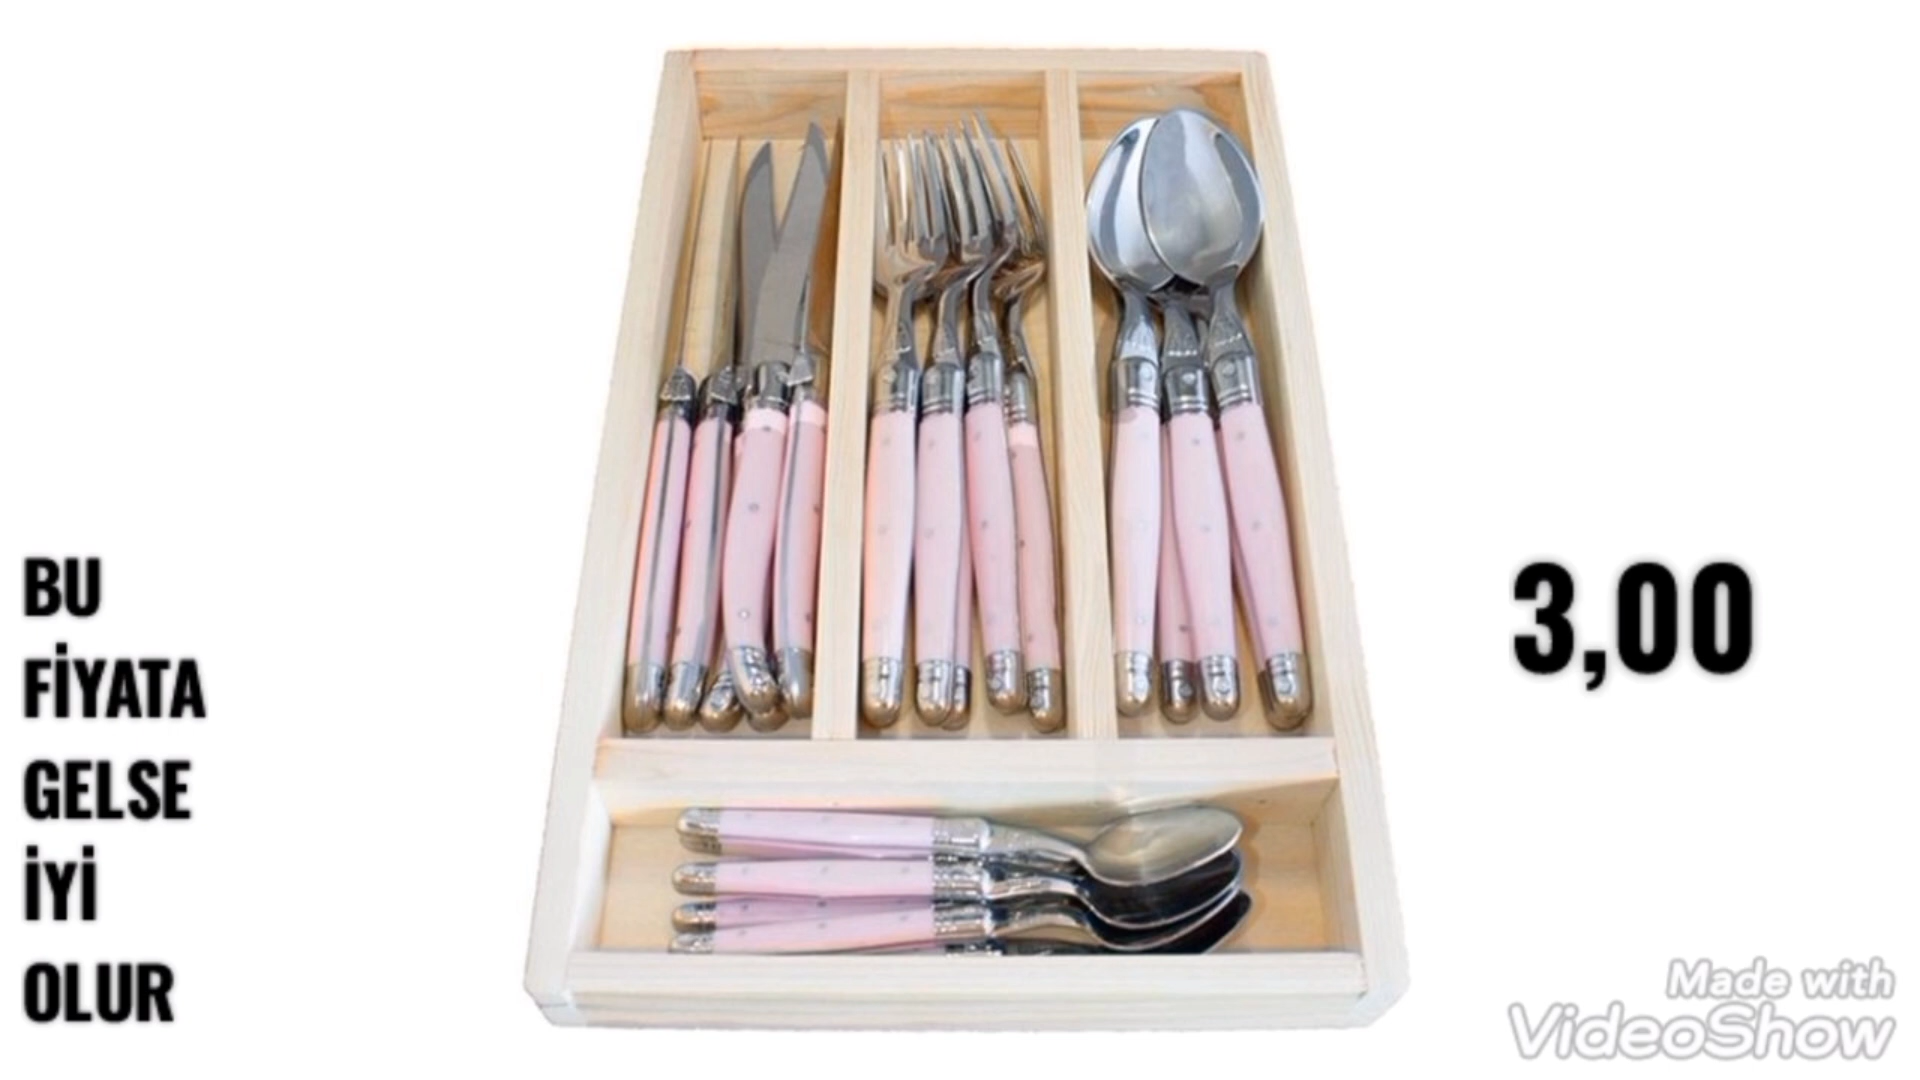 BU
FİYATA
GELSE
İYİ
OLUR
3,00
Made with
VideoShow